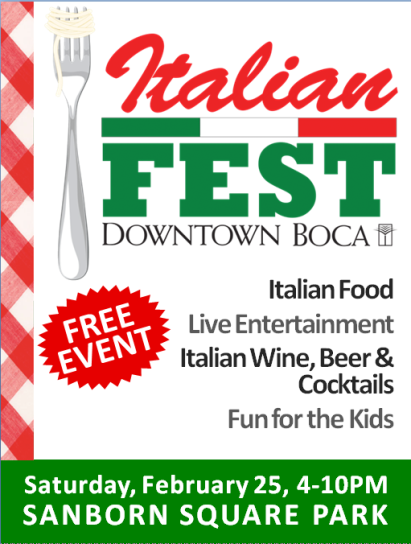 Italian
FEST
DOWNTOWN BOCA
Italian Food
Live Entertainment
Italian Wine, Beer &
Cocktails
Fun for the Kids
FREE
EVENT
Saturday, February 25, 4-10PM
SANBORN SQUARE PARK